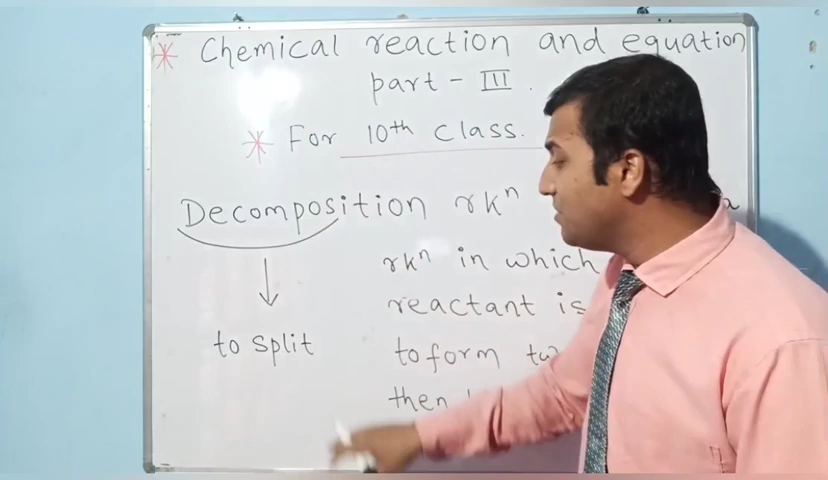 * Chemical reaction and equation
part - III .
* For 10th Class.
Decomposition rkⁿ
rkⁿ in which
reactant is
to form
then
to split